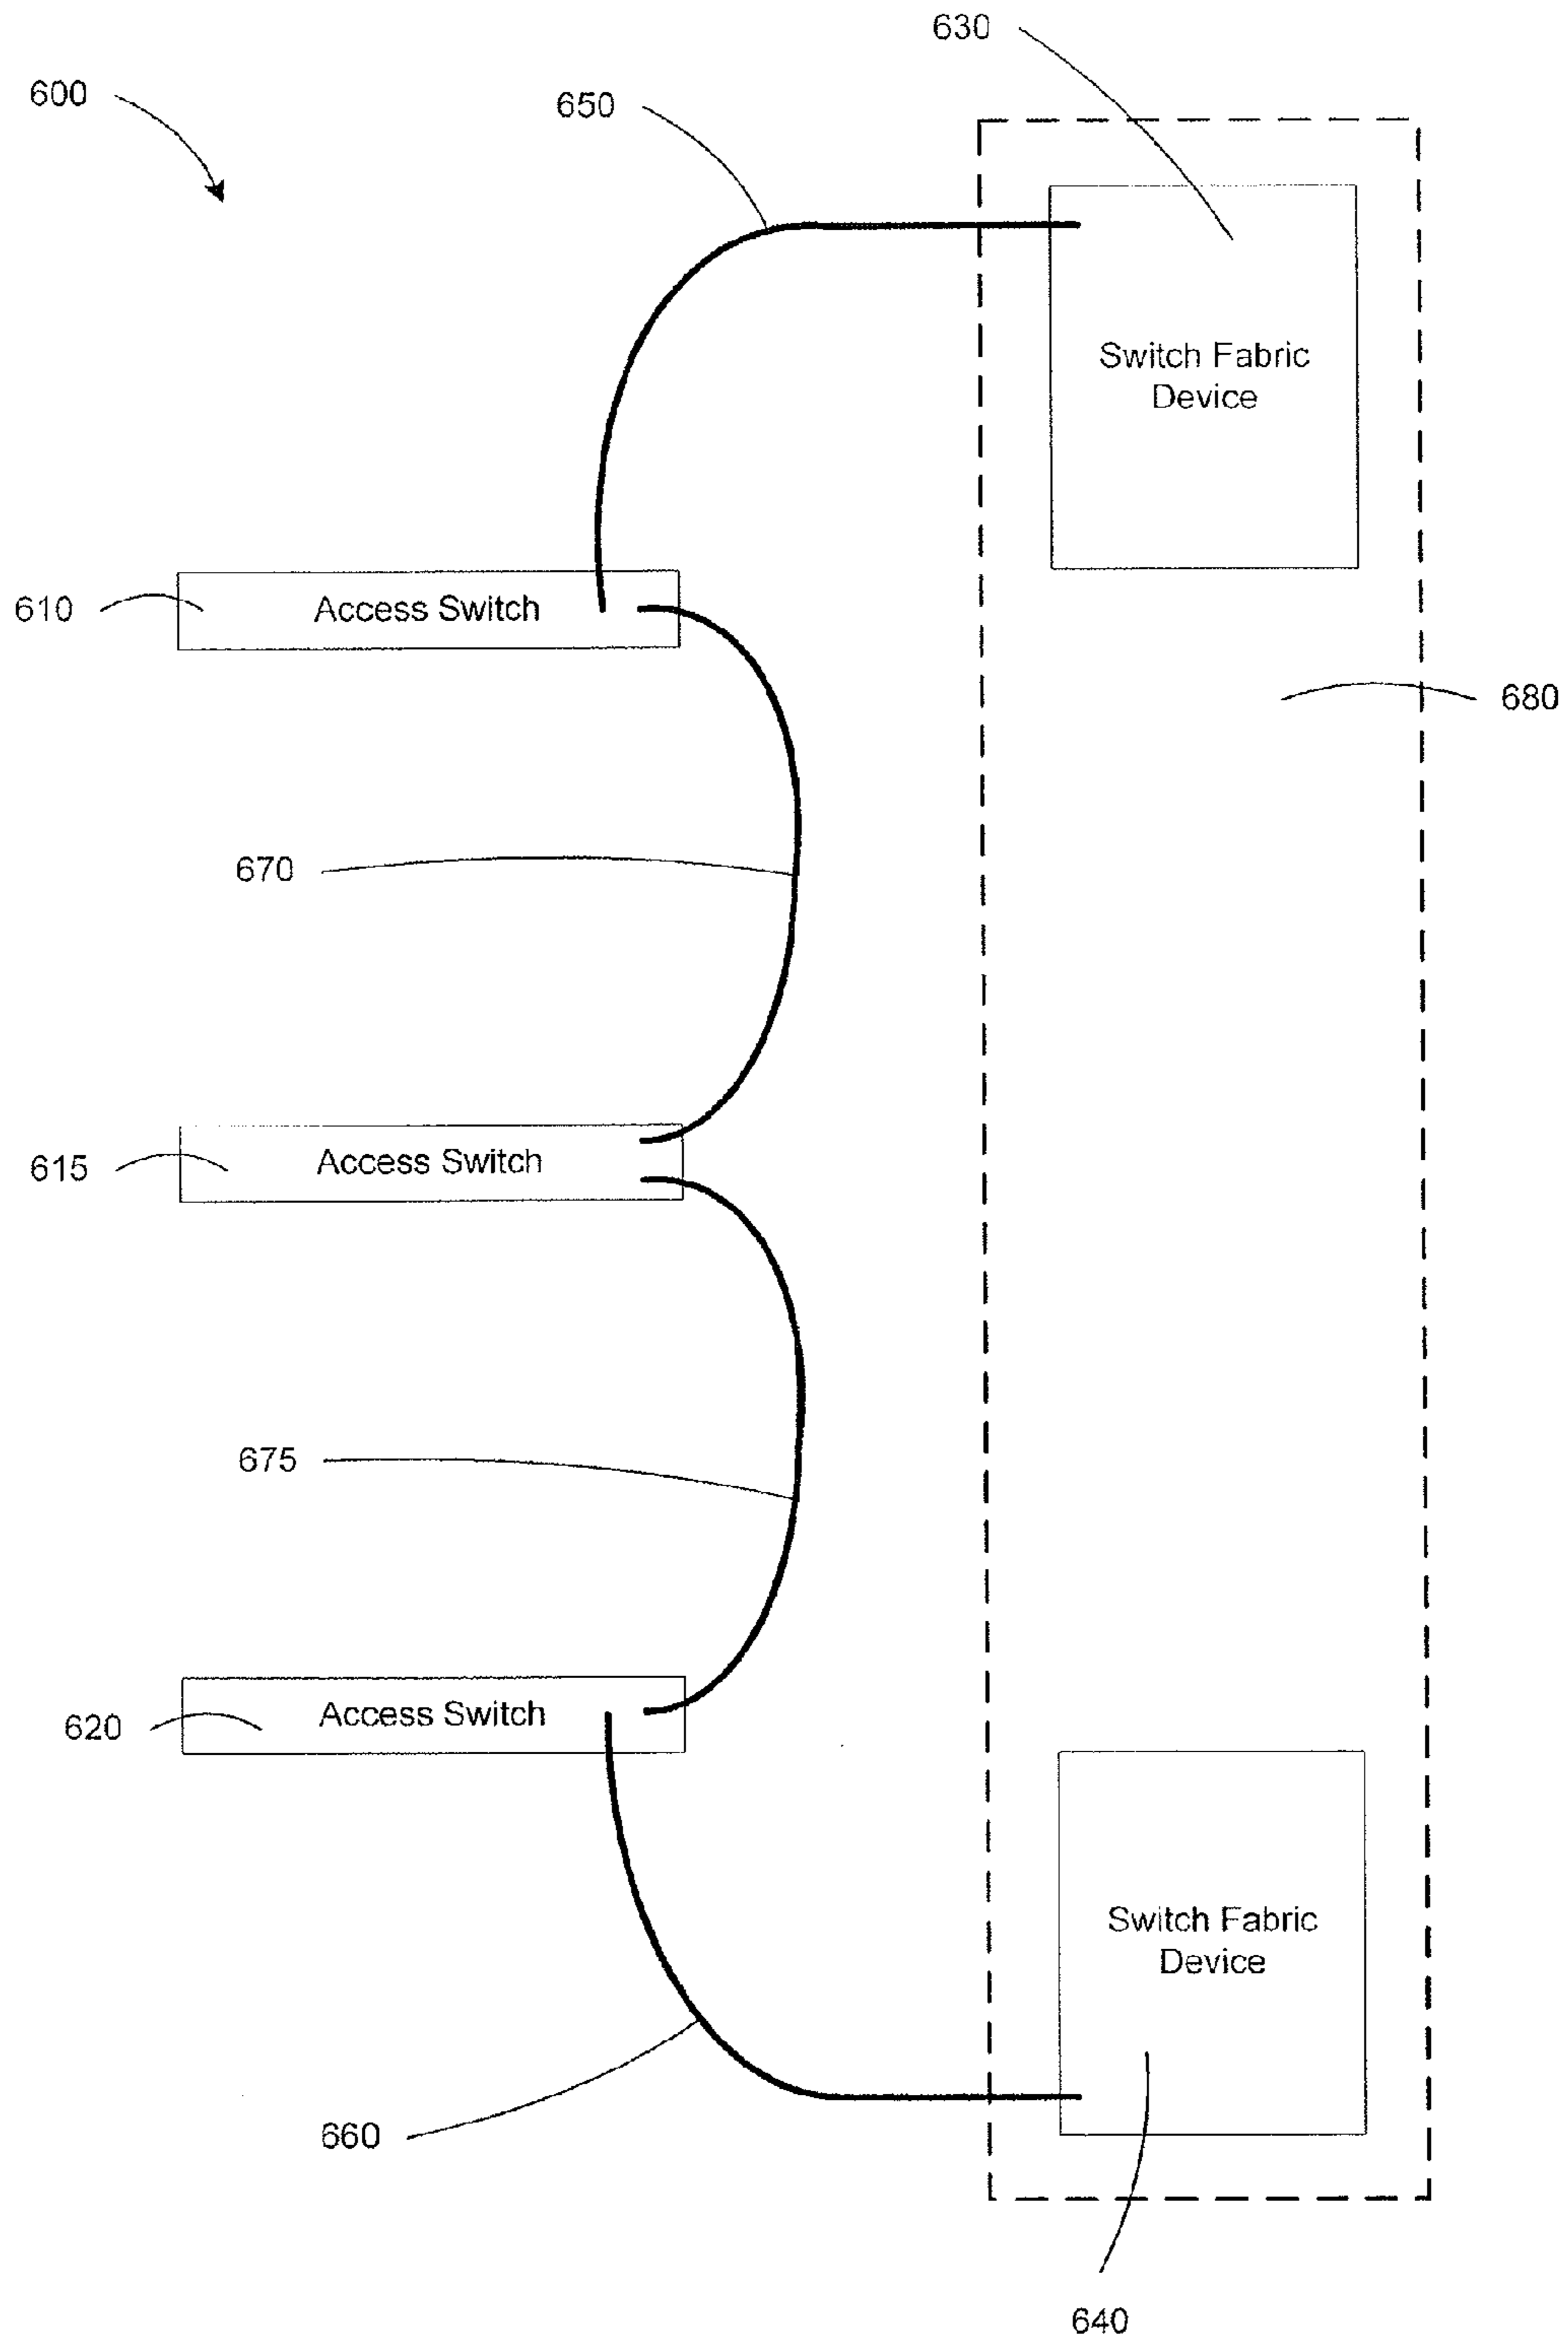 630
600
650
Switch Fabric
Device
610
Access Switch
680
670
615
Access Switch
675
620
Access Switch
Switch Fabric
Device
660
640